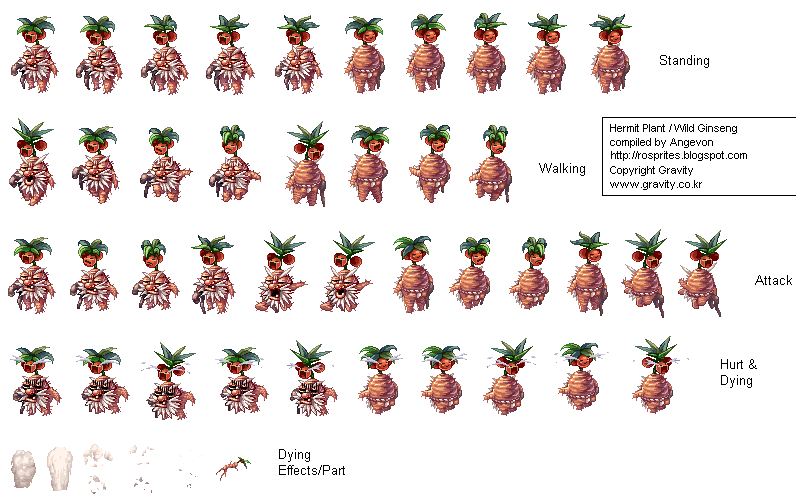 Standing
Hermit Plant / Wild Ginseng
compiled by Angevon
http://rosprites.blogspot.com
Copyright Gravity
www.gravity.co.kr
Walking
Attack
Hurt &
Dying
Dying
Effects/Part